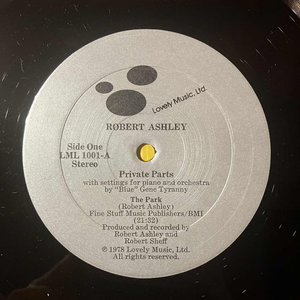 Lovely Music, Ltd.
RØBERT ASHLEY
Side One
LML 1001-A
Stereo
Private Parts
with settings for piano and orchestra
by "Blue" Gene Tyranny
The Park
(Robert Ashley)
Fine Stuff Music Publishers/BMI
(21:32)
Produced and recorded by
Robert Ashley and
Robert Sheff
℗ 1978 Lovely Music, Ltd.
All rights reserved.